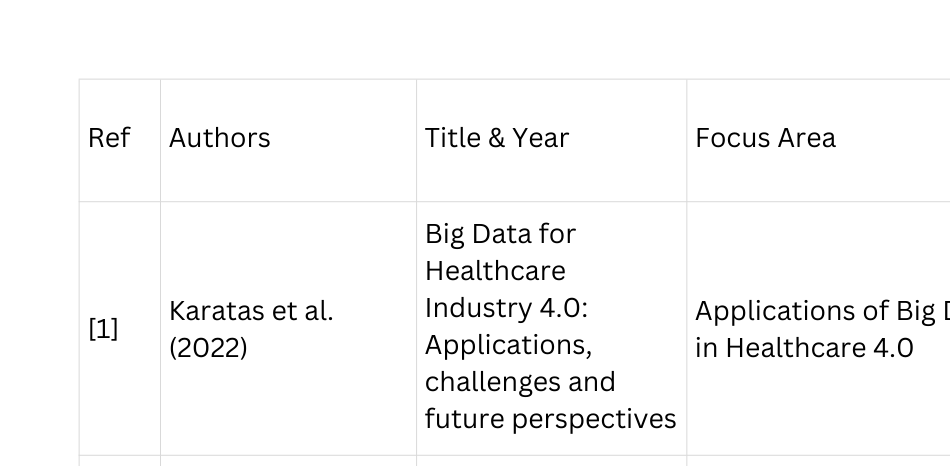 Ref
Authors
Title & Year
Focus Area
[1]
Karatas et al.
(2022)
Big Data for
Healthcare
Industry 4.0:
Applications,
challenges and
future perspectives
Applications of Big
in Healthcare 4.0